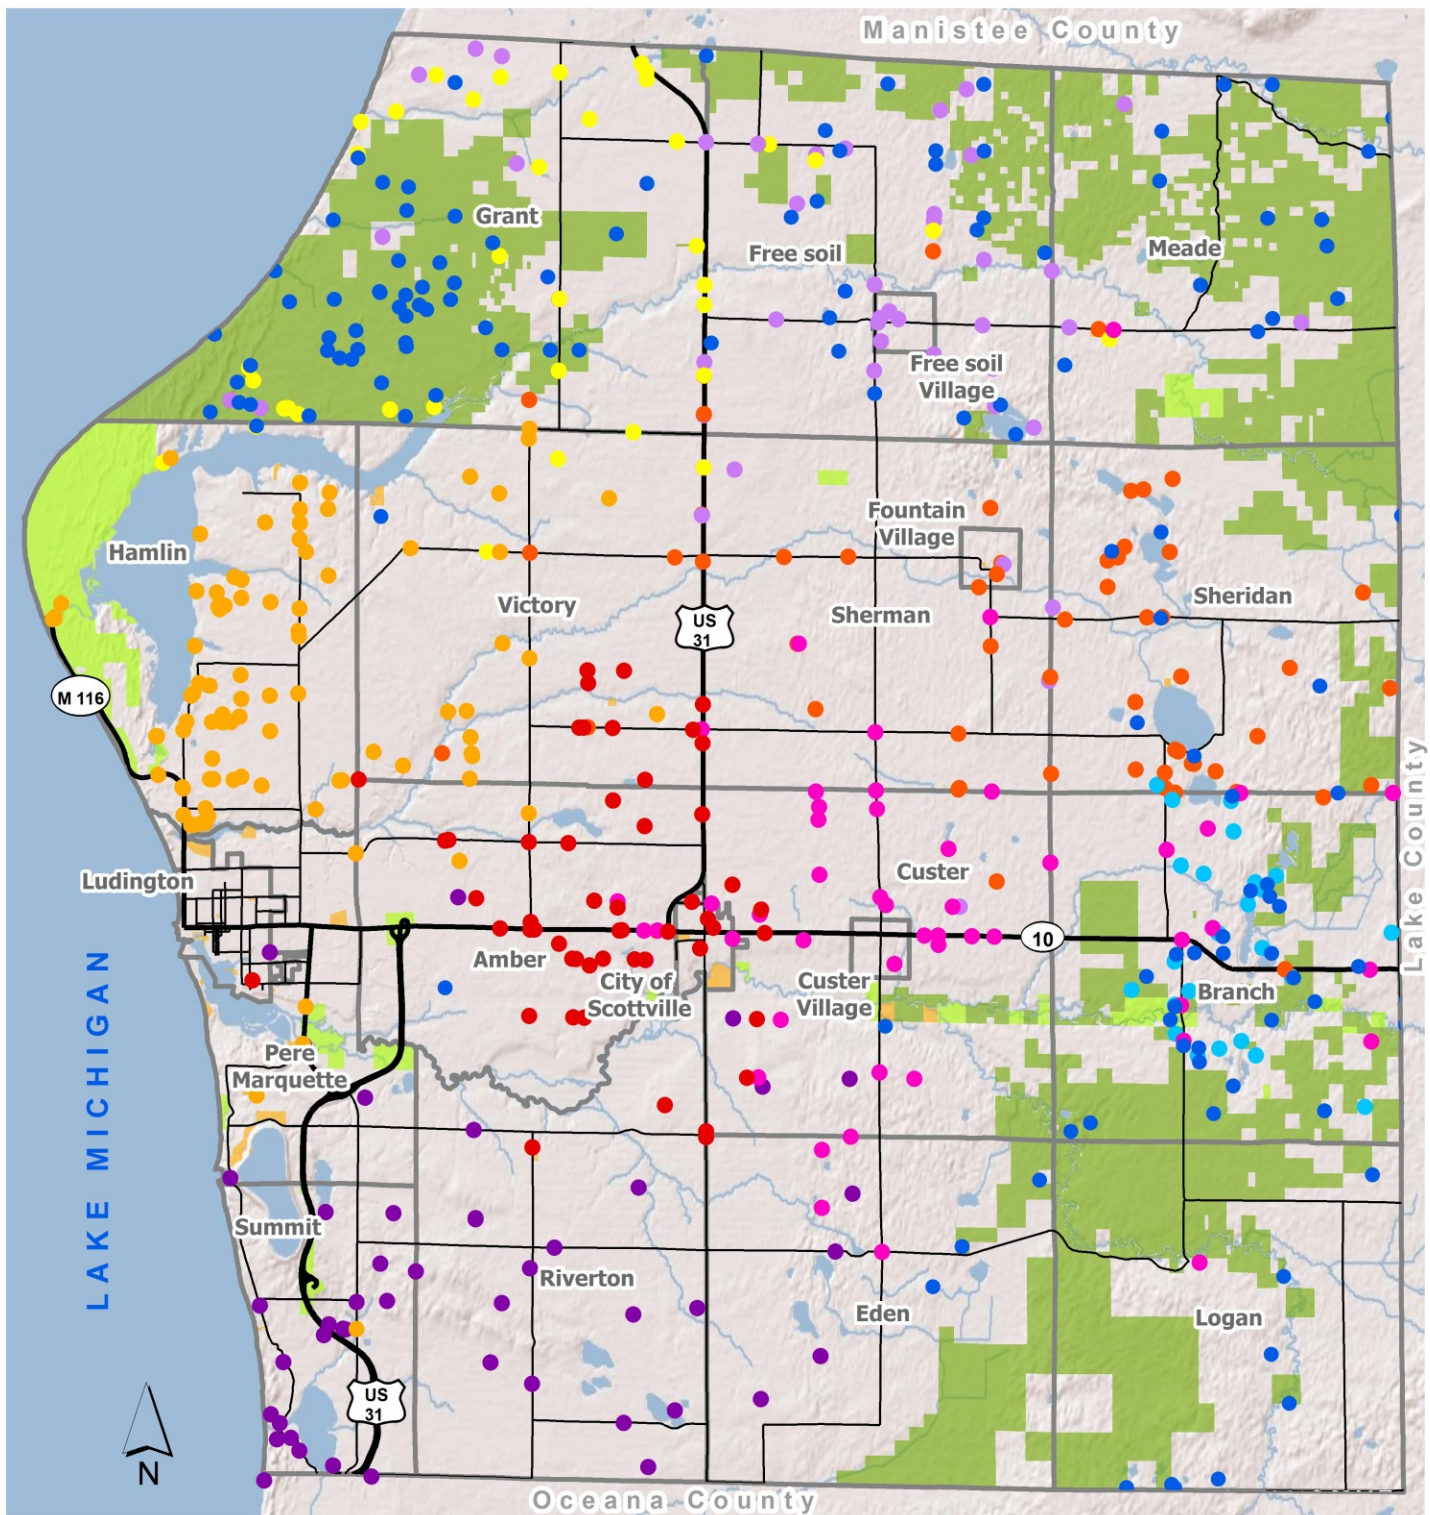 Manistee County
Grant
Free soil
Meade
Free soil
Village
Fountain
Village
Hamlin
Victory
Sheridan
Sherman
US
31
M 116
Lake County
Ludington
Custer
10
Amber
City of
Scottville
Custer
Village
Branch
LAKE MICHIGAN
Pere
Marquette
Summit
Riverton
Eden
Logan
US
31
N
Oceana County